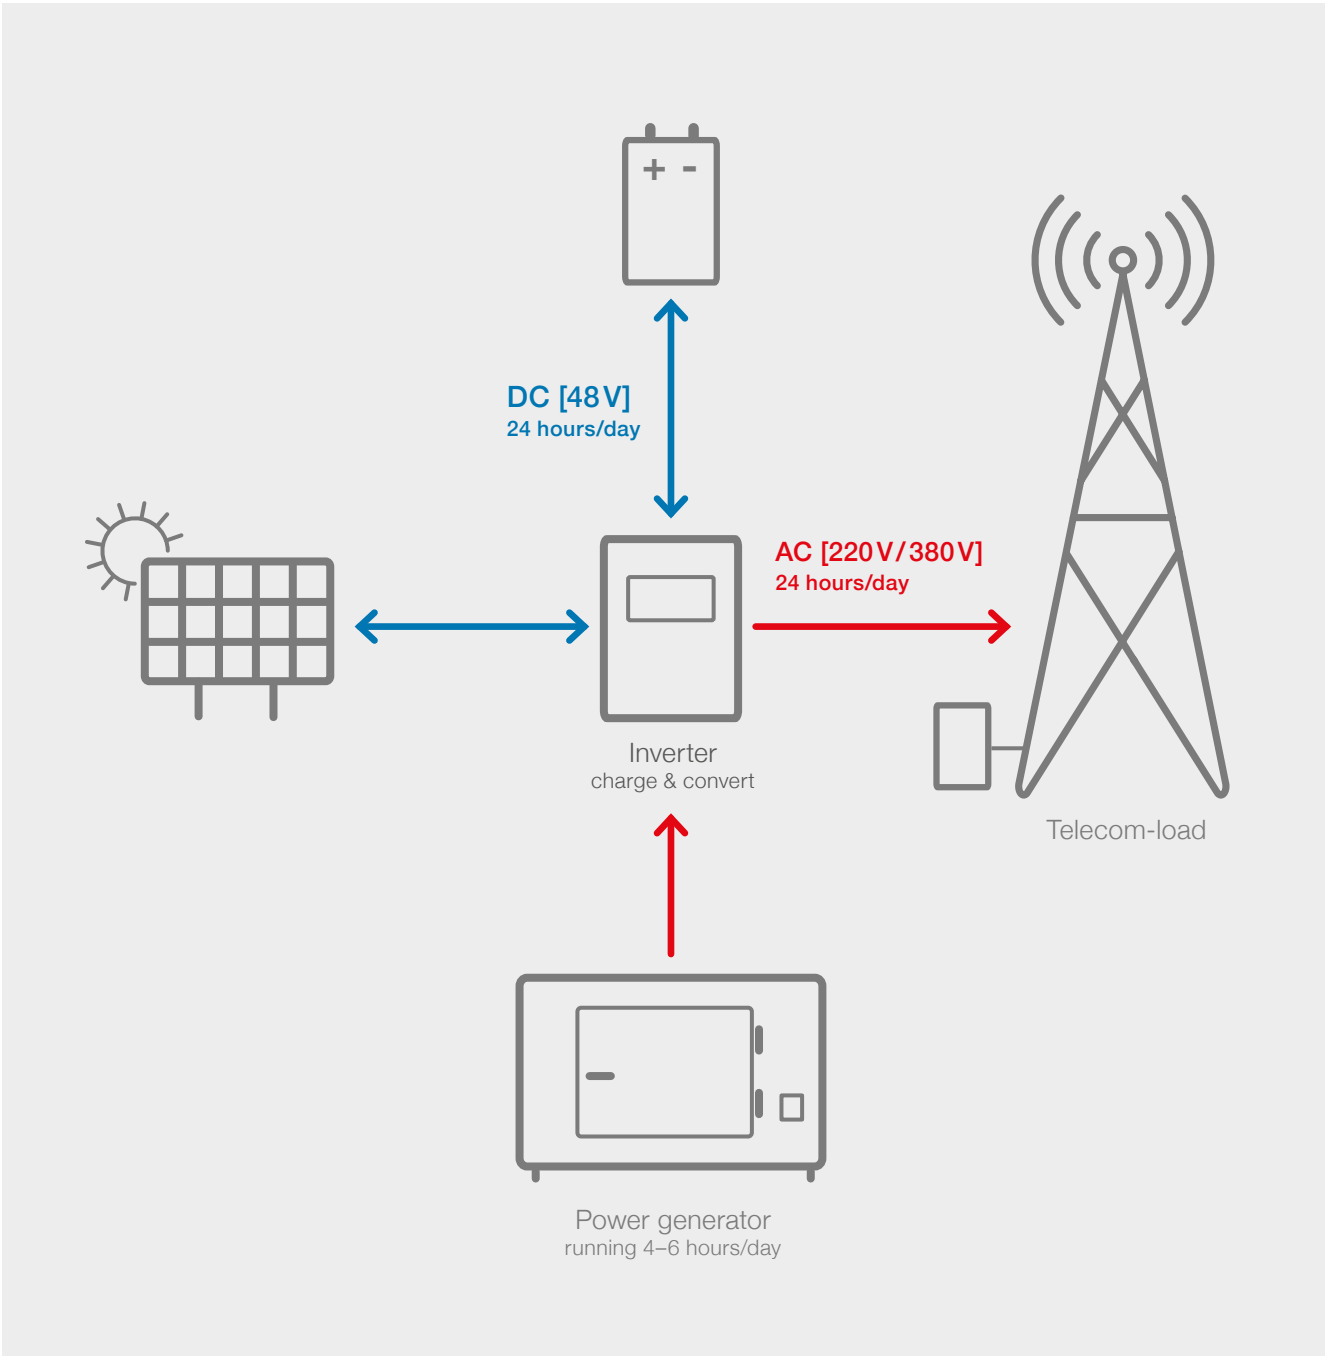 + -
DC [48 V]
24 hours/day
AC [220 V/380 V]
24 hours/day
Inverter
charge & convert
Telecom-load
Power generator
running 4–6 hours/day